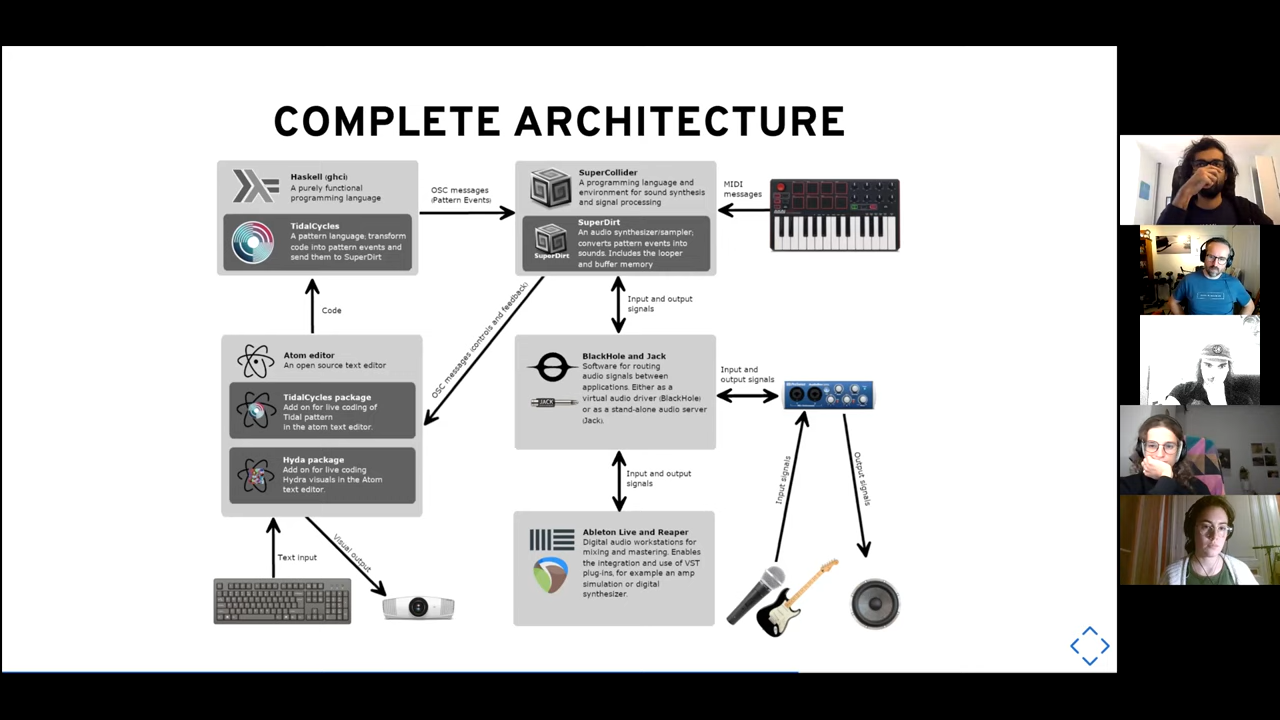 COMPLETE ARCHITECTURE
Haskell (ghci)
A purely functional
programming language
TidalCycles
A pattern language; transform
code into pattern events and
send them to SuperDirt
OSC messages
(Pattern Events)
SuperCollider
A programming language and
environment for sound synthesis
and signal processing
SuperDirt
SuperDirt
An audio synthesizer/sampler;
converts pattern events into
sounds. Includes the looper
and buffer memory
MIDI
messages
Code
OSC messages (controls and feedback)
Input and output
signals
Atom editor
An open source text editor
TidalCycles package
Add on for live coding of
Tidal pattern
in the atom text editor.
Hyda package
Add on for live coding
Hydra visuals in the Atom
text editor.
BlackHole and Jack
Software for routing
audio signals between
applications. Either as a
virtual audio driver (BlackHole)
or as a stand-alone audio server
(Jack).
JACK
Input and
output signals
Input and output
signals
Input signals
Output signals
Text input
Visual output
Ableton Live and Reaper
Digital audio workstations for
mixing and mastering. Enables
the integration and use of VST
plug-ins, for example an amp
simulation or digital
synthesizer.